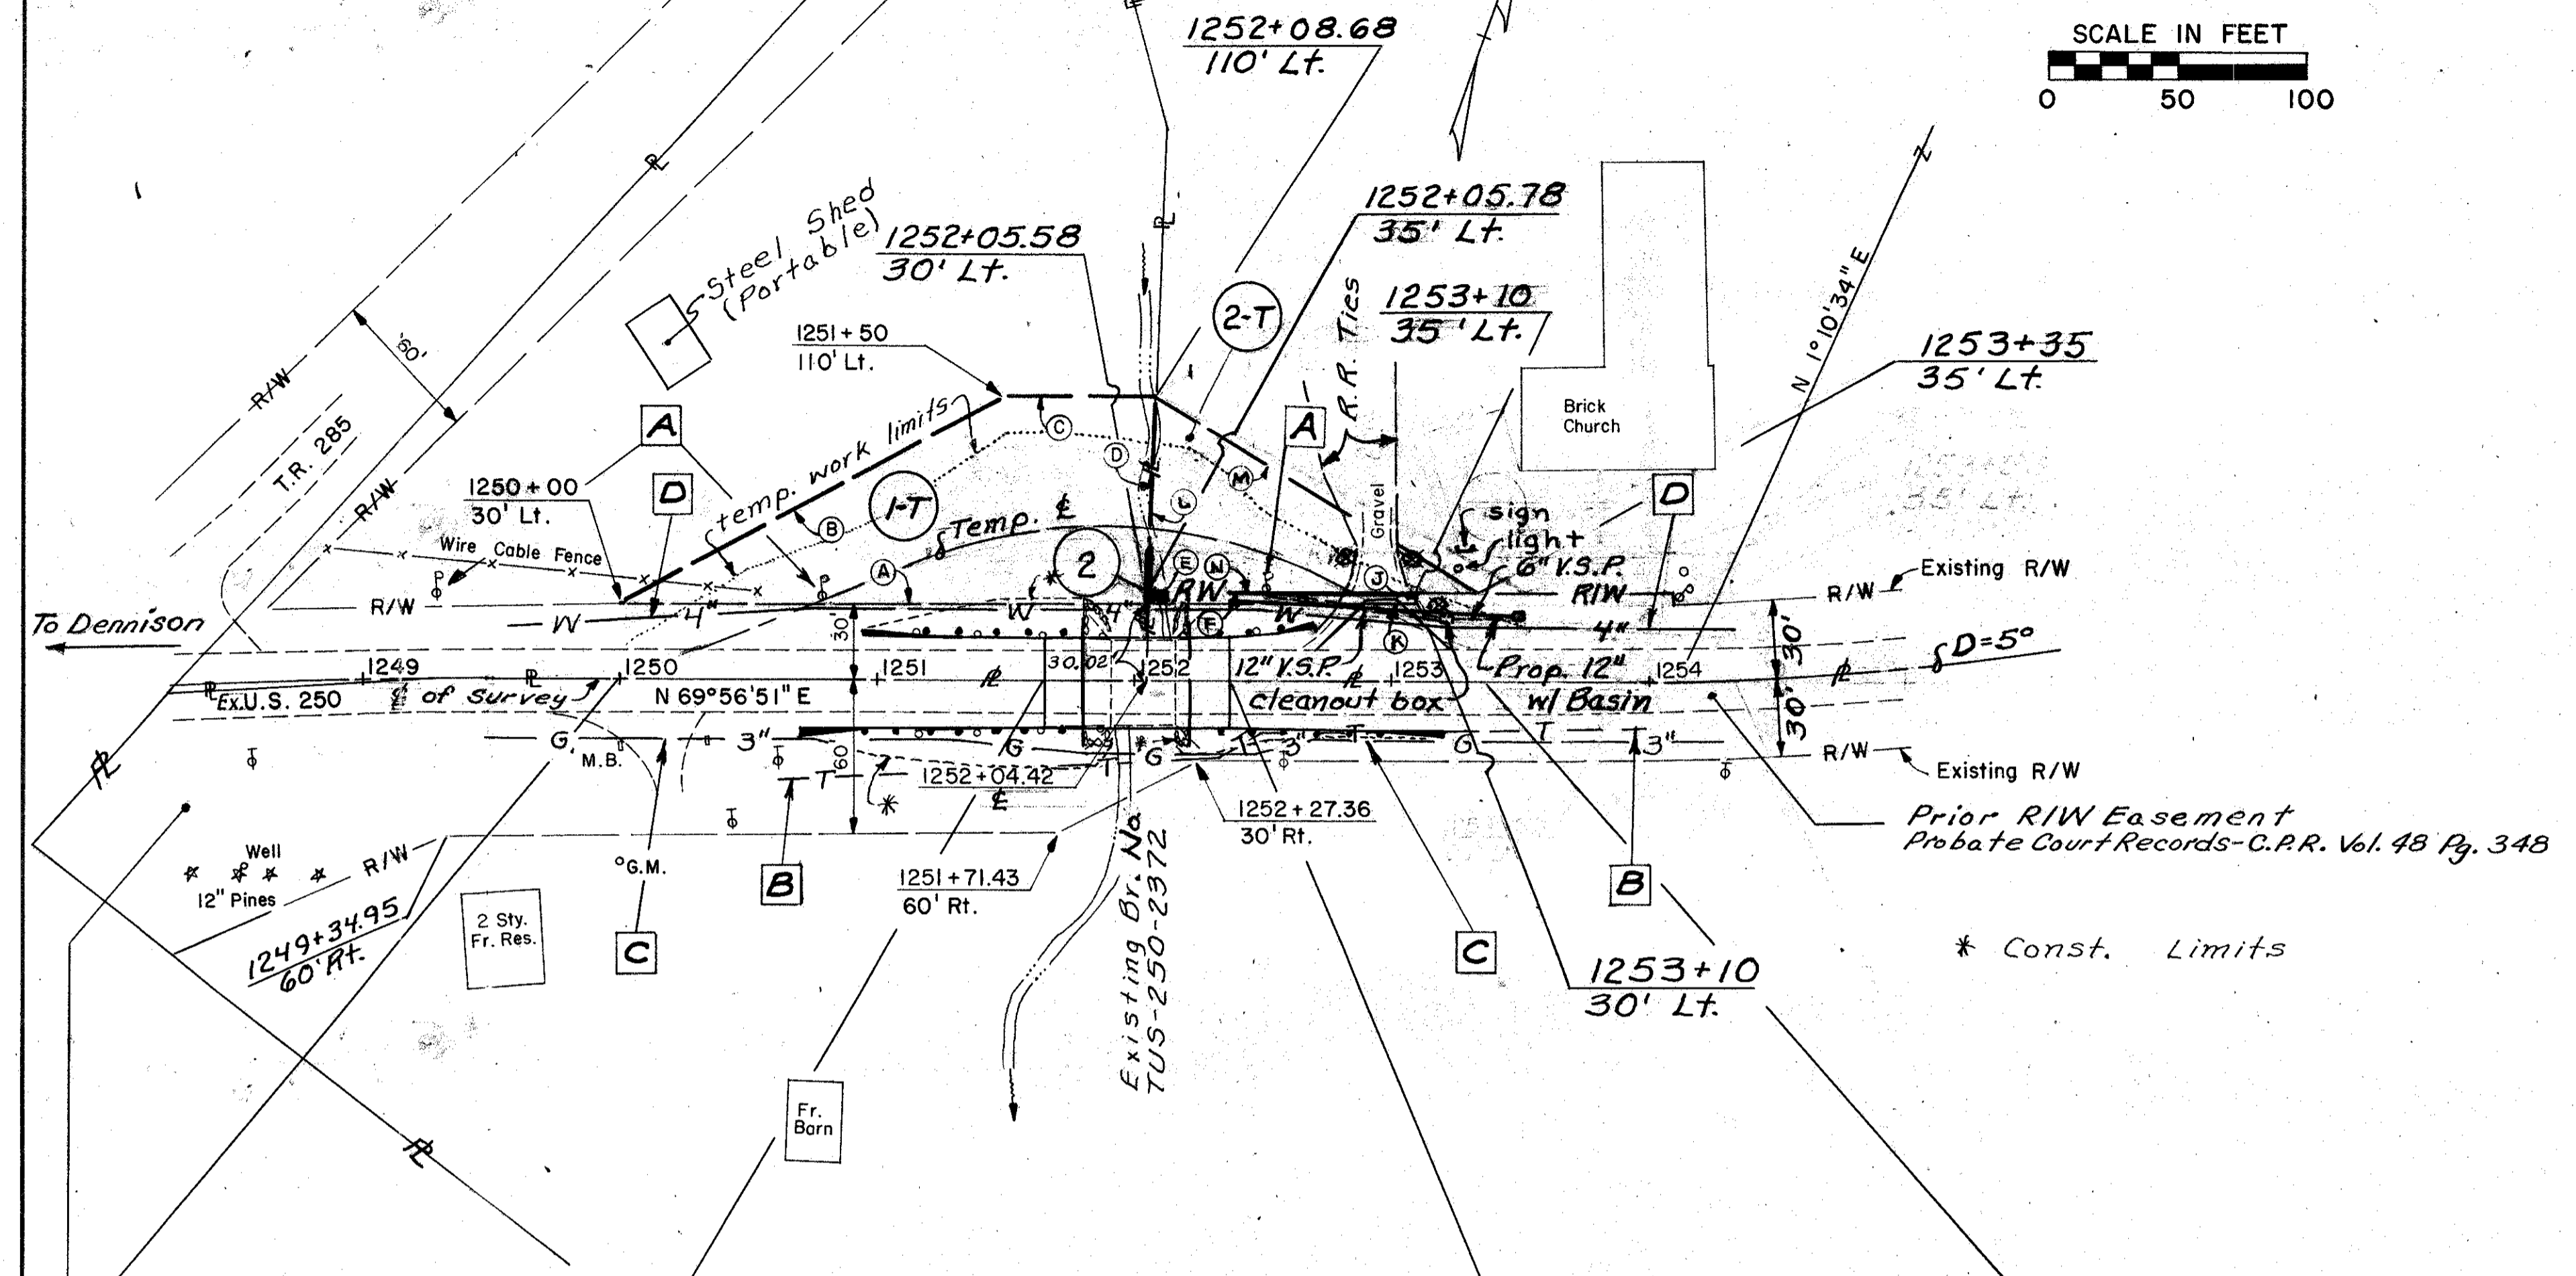 1252+08.68
110' Lt.
SCALE IN FEET
0 50 100
Steel Shed
(Portable)
1252+05.58
30' Lt.
1252+05.78
35' Lt.
2-T
R.R. Ties
1253+10
35' Lt.
N 1°10'34" E
1253+35
35' Lt.
Brick
Church
1251+50
110' Lt.
60'
R/W
T.R. 285
R/W
A
D
temp. work limits
1-T
Temp. ℄
A
B
C
D
M
Gravel
D
1250+00
30' Lt.
Wire Cable Fence
sign
light
6" V.S.P.
R/W
Existing R/W
R/W
To Dennison
R/W
W
4"
A
W
4"
2
E
N
R/W
F
W
J
K
4"
30'
30'
D=5°
30
1249
1250
1251
30.02'
1252
12" V.S.P.
1253
Prop. 12"
1254
Ex. U.S. 250
℄ of survey
N 69°56'51" E
cleanout box
w/ Basin
G
M.B.
3"
60
T
G
T
G
T
3"
T
G
T
3"
R/W
Existing R/W
1252+04.42
℄
1252+27.36
30' Rt.
Prior R/W Easement
Probate Court Records-C.P.R. Vol. 48 Pg. 348
Well
12" Pines
R/W
G.M.
B
1251+71.43
60' Rt.
B
1249+34.95
60' Rt.
2 Sty.
Fr. Res.
C
Existing Br. No.
TUS-250-2372
C
1253+10
30' Lt.
* Const. Limits
Fr.
Barn